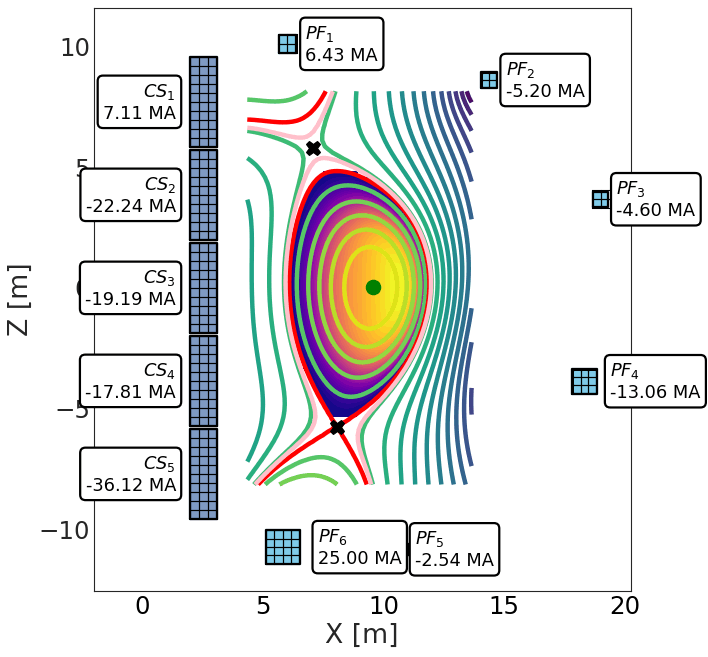 10
5
−5
−10
Z [m]
PF1
6.43 MA
PF2
-5.20 MA
CS1
7.11 MA
CS2
-22.24 MA
PF3
-4.60 MA
CS3
-19.19 MA
CS4
-17.81 MA
PF4
-13.06 MA
CS5
-36.12 MA
PF6
25.00 MA
PF5
-2.54 MA
0 5 10 15 20
X [m]